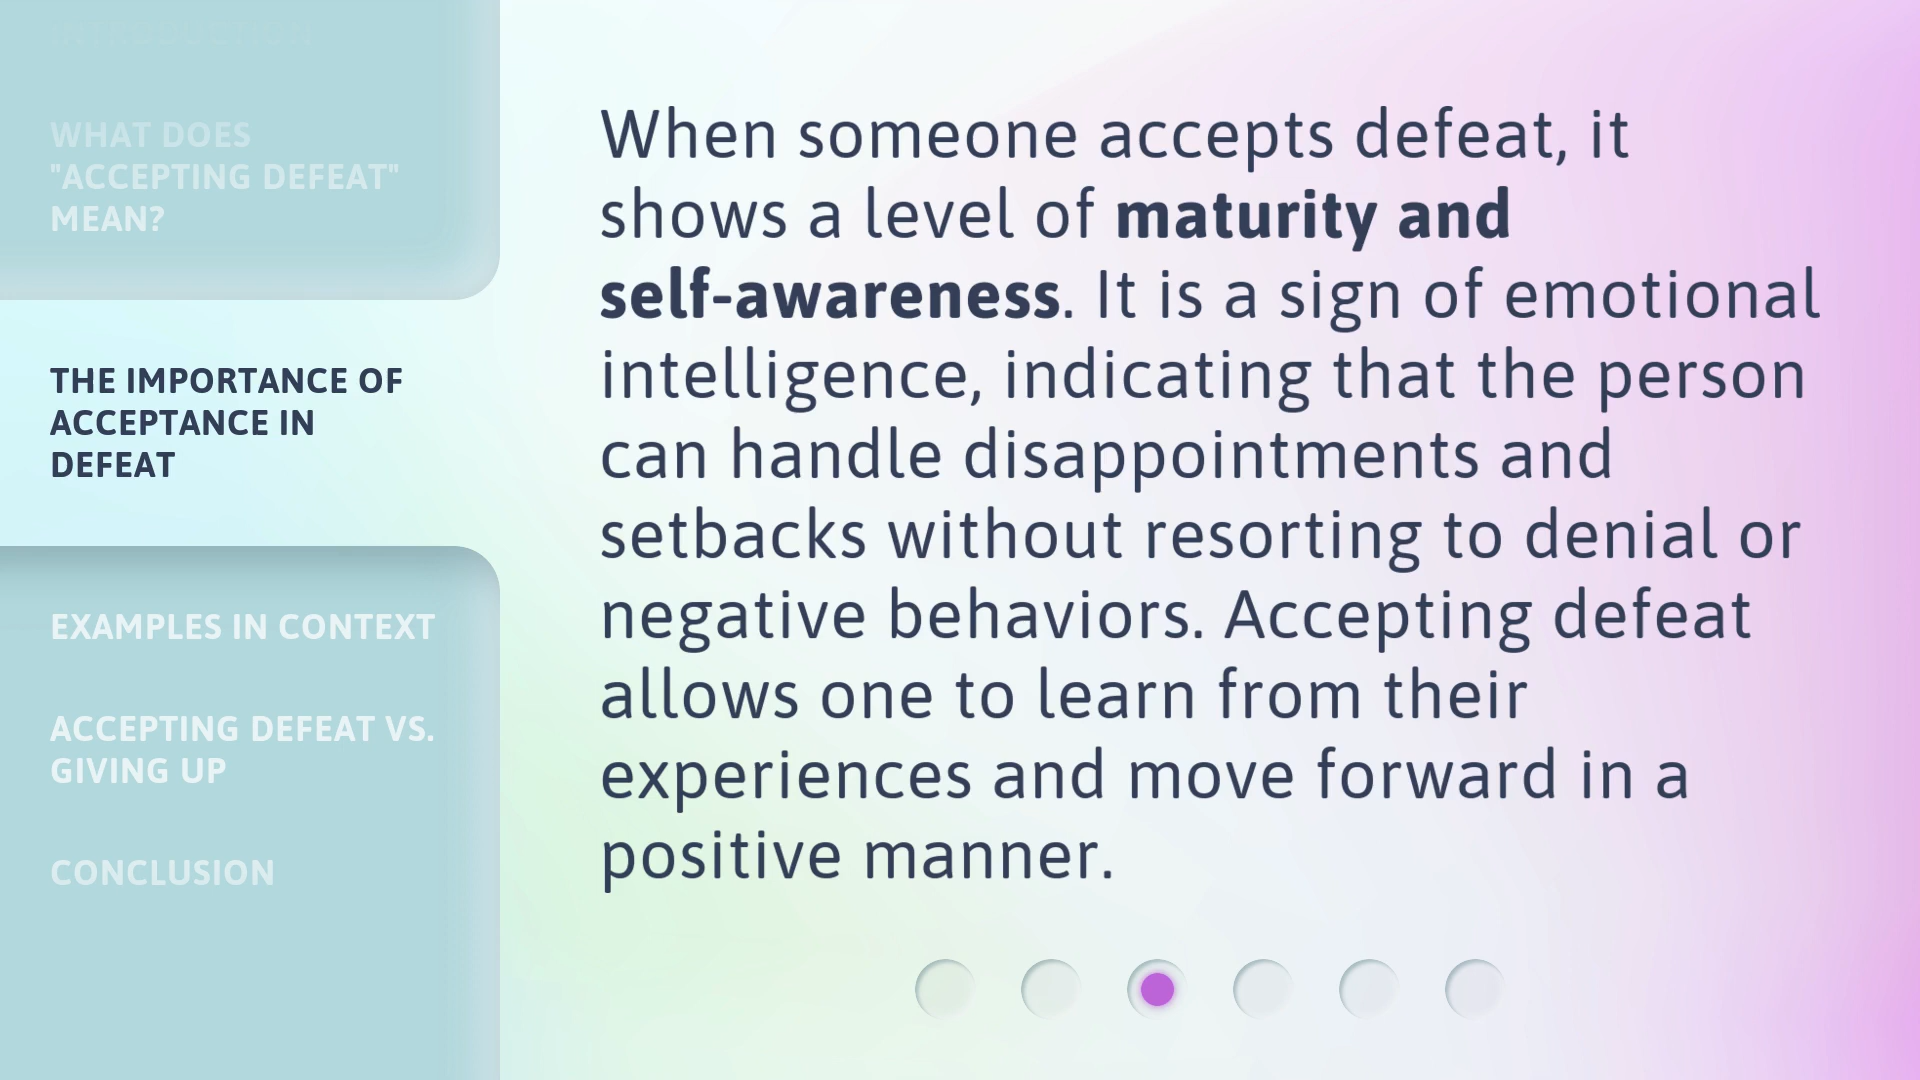 INTRODUCTION
WHAT DOES
"ACCEPTING DEFEAT"
MEAN?
THE IMPORTANCE OF
ACCEPTANCE IN
DEFEAT
EXAMPLES IN CONTEXT
ACCEPTING DEFEAT VS.
GIVING UP
CONCLUSION
When someone accepts defeat, it
shows a level of maturity and
self-awareness. It is a sign of emotional
intelligence, indicating that the person
can handle disappointments and
setbacks without resorting to denial or
negative behaviors. Accepting defeat
allows one to learn from their
experiences and move forward in a
positive manner.